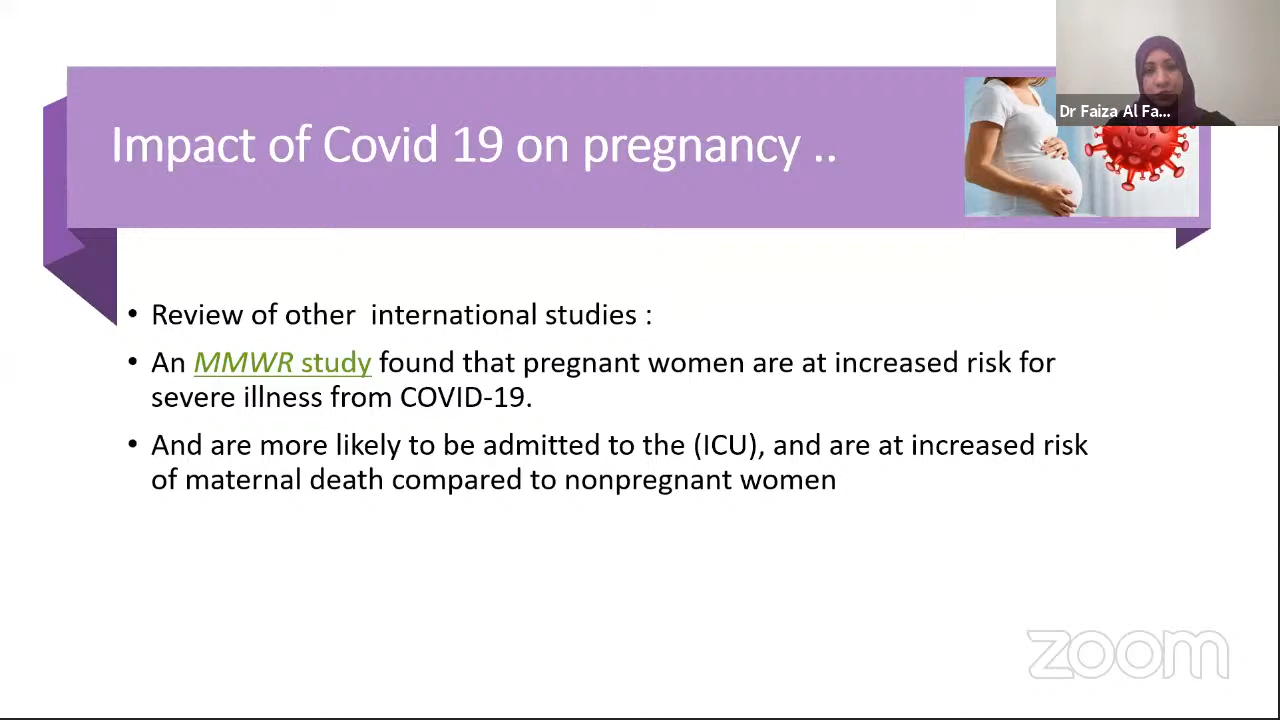 Dr Faiza Al Fa...
Impact of Covid 19 on pregnancy ..
• Review of other  international studies :
• An MMWR study found that pregnant women are at increased risk for
severe illness from COVID-19.
• And are more likely to be admitted to the (ICU), and are at increased risk
of maternal death compared to nonpregnant women
zoom